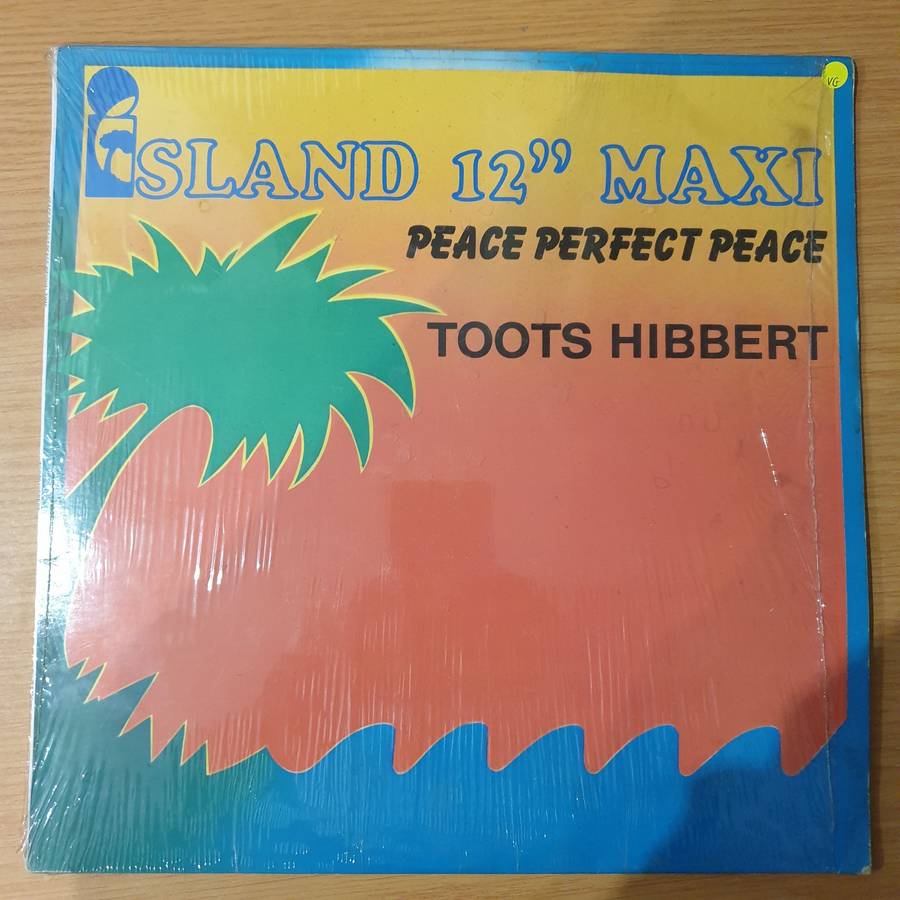 iSLAND 12” MAXI
VG
PEACE PERFECT PEACE
TOOTS HIBBERT